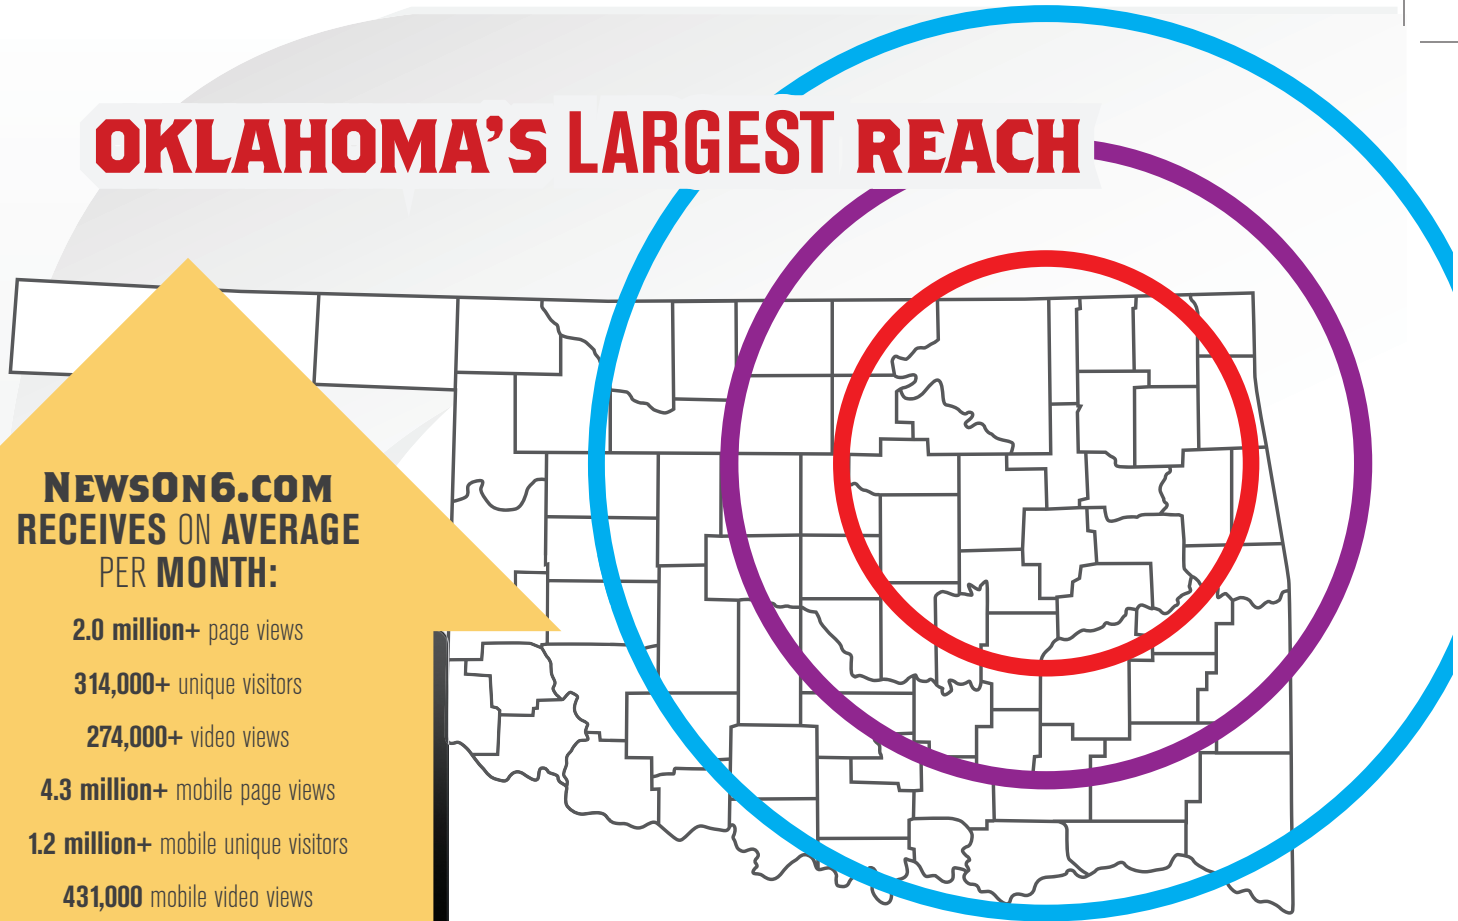 OKLAHOMA'S LARGEST REACH
NEWSON6.COM
RECEIVES ON AVERAGE
PER MONTH:
2.0 million+ page views
314,000+ unique visitors
274,000+ video views
4.3 million+ mobile page views
1.2 million+ mobile unique visitors
431,000 mobile video views